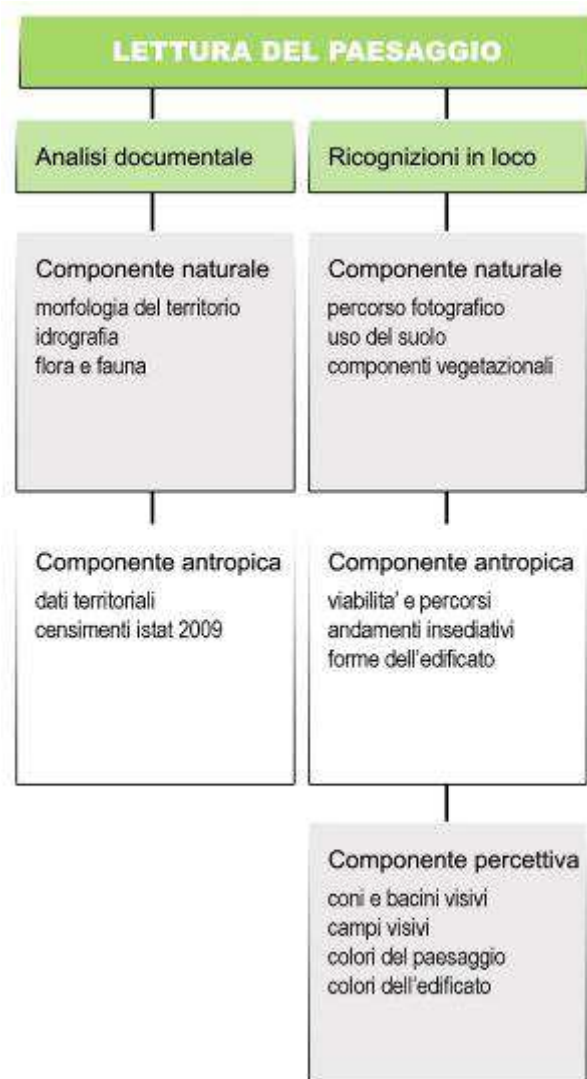 LETTURA DEL PAESAGGIO
Analisi documentale
Componente naturale
morfologia del territorio
idrografia
flora e fauna
Componente antropica
dati territoriali
censimenti istat 2009
Ricognizioni in loco
Componente naturale
percorso fotografico
uso del suolo
componenti vegetazionali
Componente antropica
viabilita' e percorsi
andamenti insediativi
forme dell'edificato
Componente percettiva
coni e bacini visivi
campi visivi
colori del paesaggio
colori dell'edificato